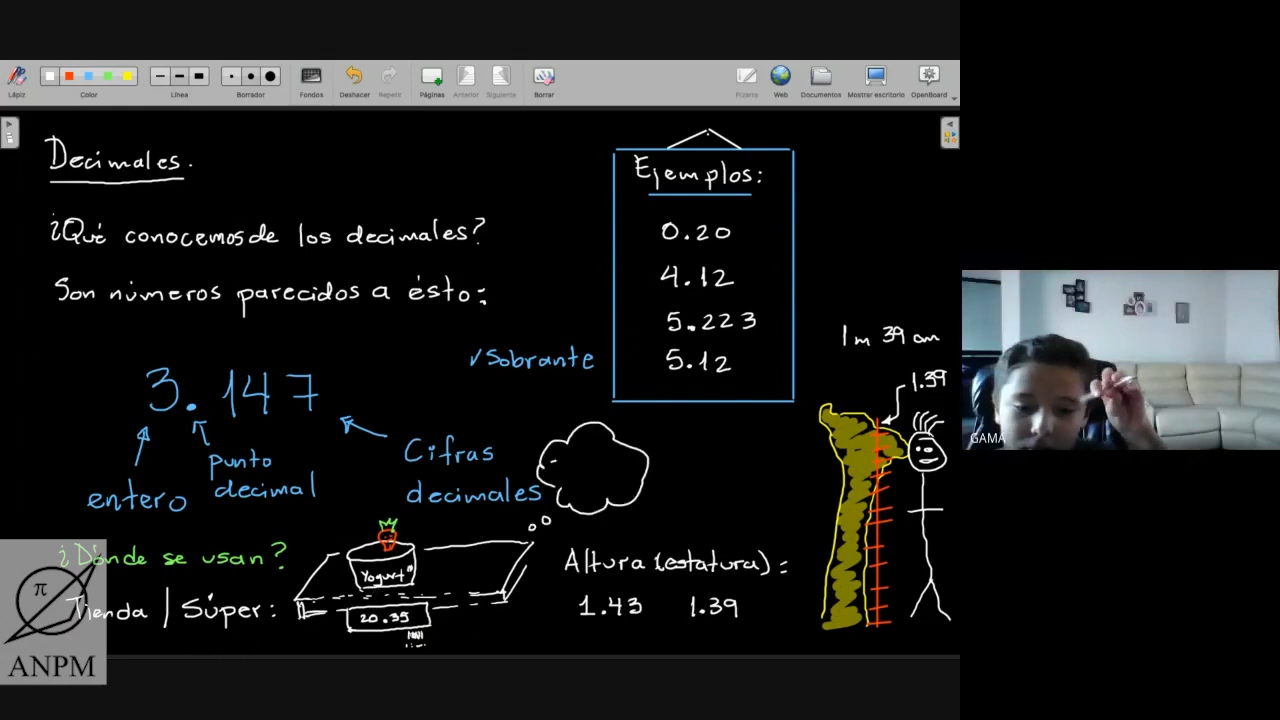 Lápiz
Color
Línea
Borrador
Fondos
Deshacer
Repetir
Páginas
Anterior
Siguiente
Borrar
Pizarra
Web
Documentos
Mostrar escritorio
OpenBoard
Decimales.
¿Qué conocemos de los decimales?
Son números parecidos a ésto:
3.147
entero
punto
decimal
Cifras
decimales
✓Sobrante
Ejemplos:
0.20
4.12
5.223
5.12
1m 39 cm
1.39
GAMA
¿Dónde se usan?
Tienda | Súper:
Yogurt
20.35
Altura (estatura):
1.43 1.39
π
ANPM